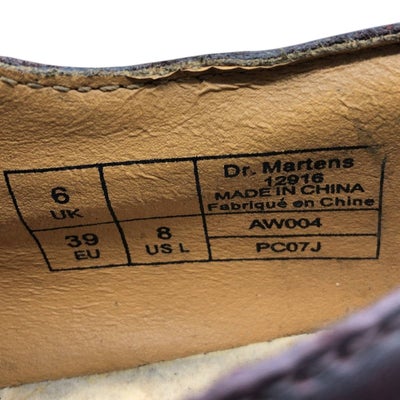 6
UK
39
EU
8
US L
Dr. Martens
12916
MADE IN CHINA
Fabriqué en Chine
AW004
PC07J